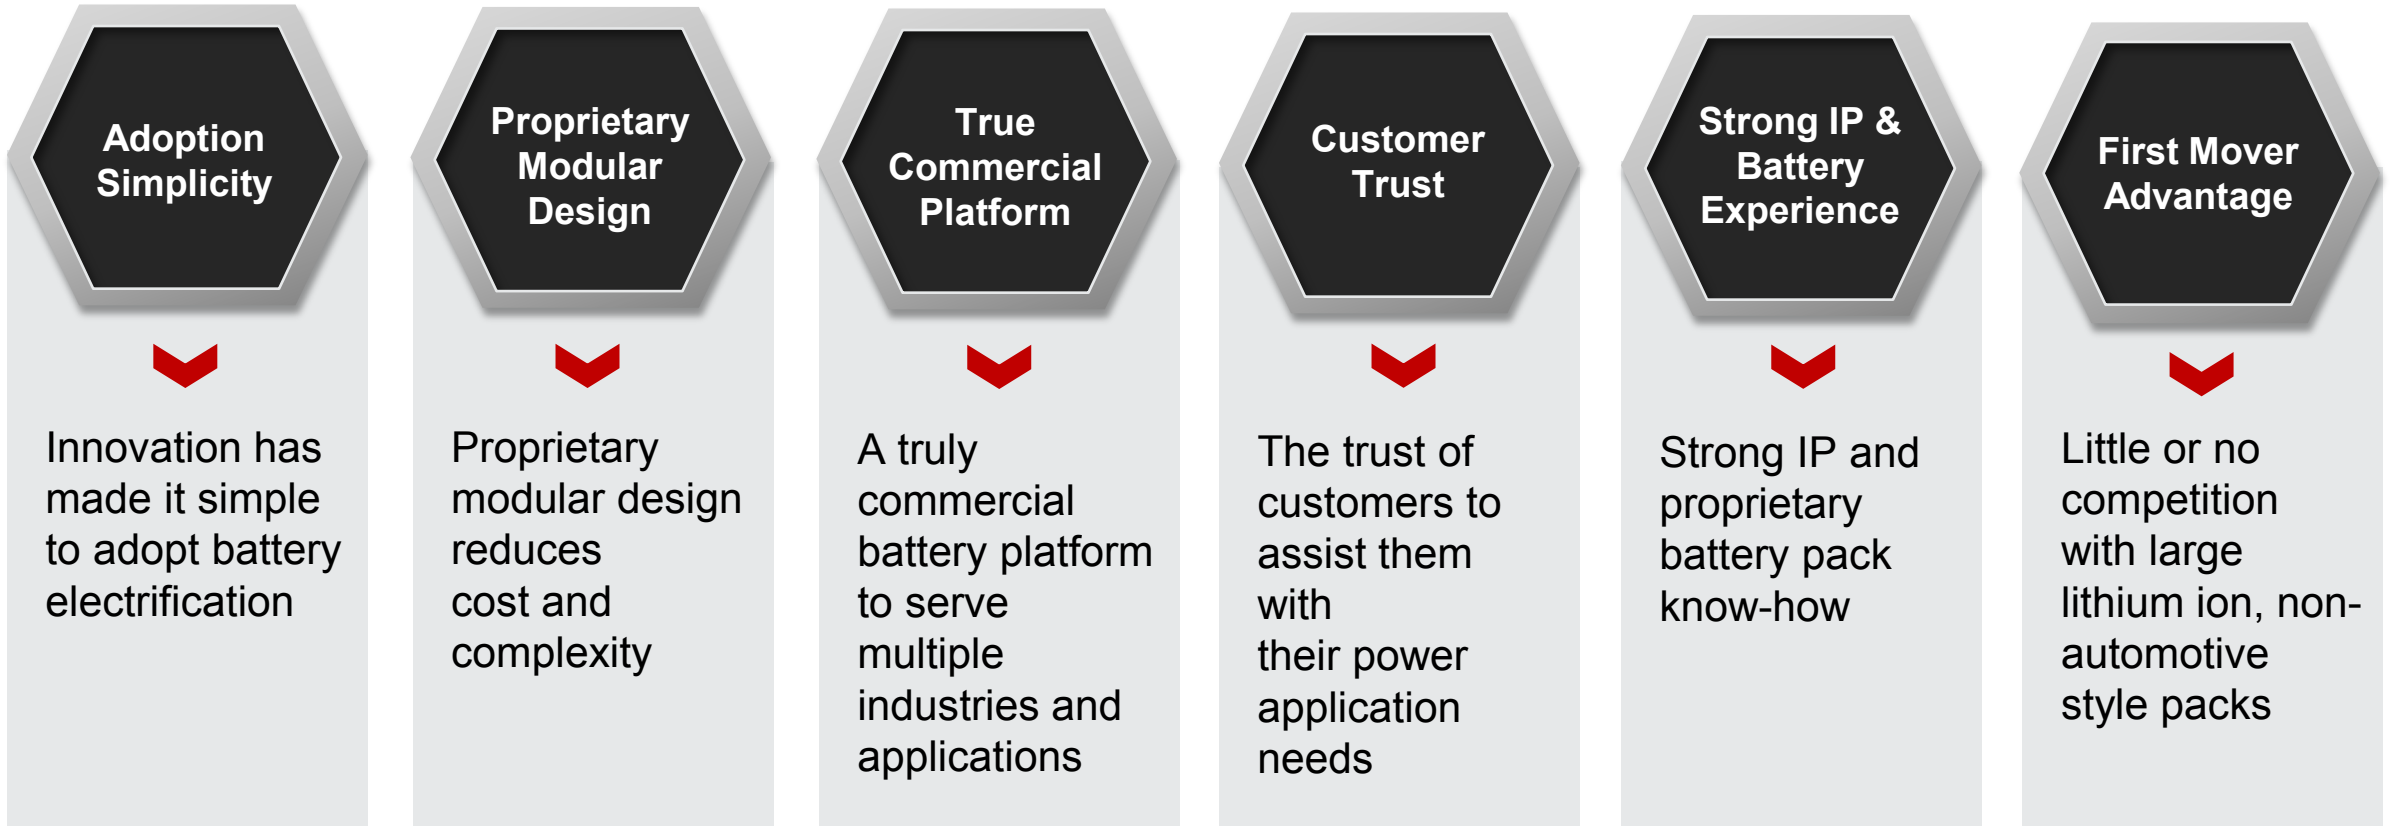 Adoption
Simplicity
Innovation has
made it simple
to adopt battery
electrification
Proprietary
Modular
Design
Proprietary
modular design
reduces
cost and
complexity
True
Commercial
Platform
A truly
commercial
battery platform
to serve
multiple
industries and
applications
Customer
Trust
The trust of
customers to
assist them
with
their power
application
needs
Strong IP &
Battery
Experience
Strong IP and
proprietary
battery pack
know-how
First Mover
Advantage
Little or no
competition
with large
lithium ion, non-
automotive
style packs